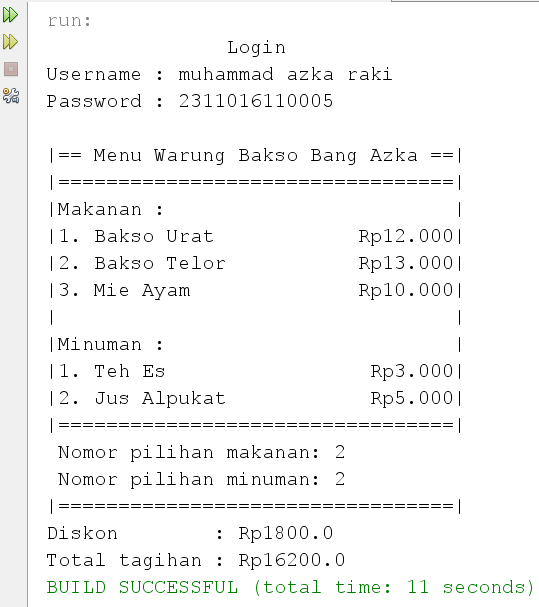 run:
                Login
Username : muhammad azka raki
Password : 2311016110005

|== Menu Warung Bakso Bang Azka ==|
|=================================|
|Makanan :                        |
|1. Bakso Urat            Rp12.000|
|2. Bakso Telor           Rp13.000|
|3. Mie Ayam              Rp10.000|
|                                 |
|Minuman :                        |
|1. Teh Es                 Rp3.000|
|2. Jus Alpukat            Rp5.000|
|=================================|
 Nomor pilihan makanan: 2
 Nomor pilihan minuman: 2
|=================================|
Diskon        : Rp1800.0
Total tagihan : Rp16200.0
BUILD SUCCESSFUL (total time: 11 seconds)